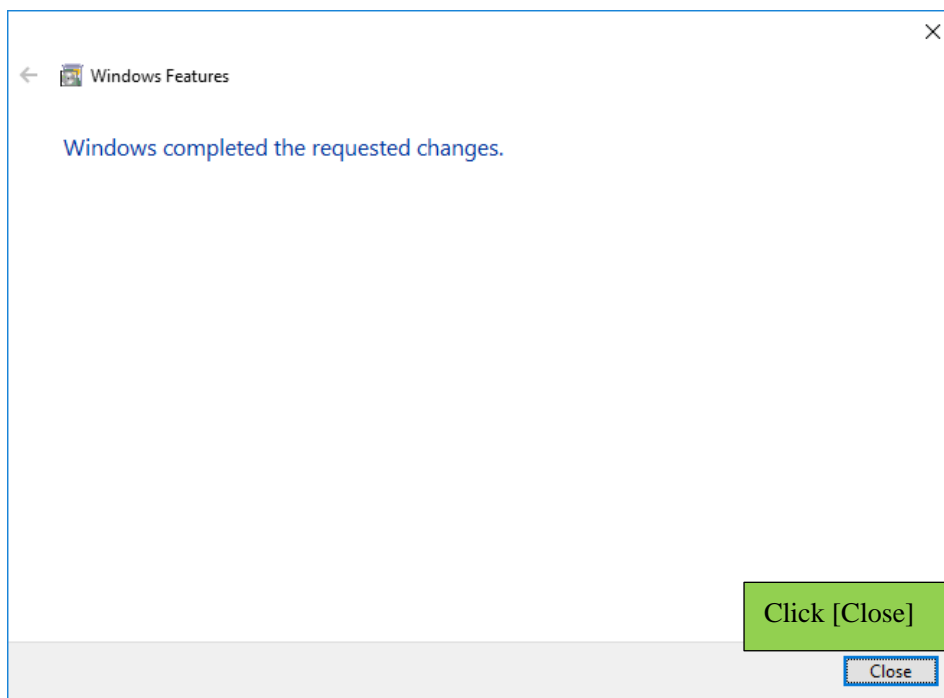 Windows Features
Windows completed the requested changes.
Click [Close]
Close